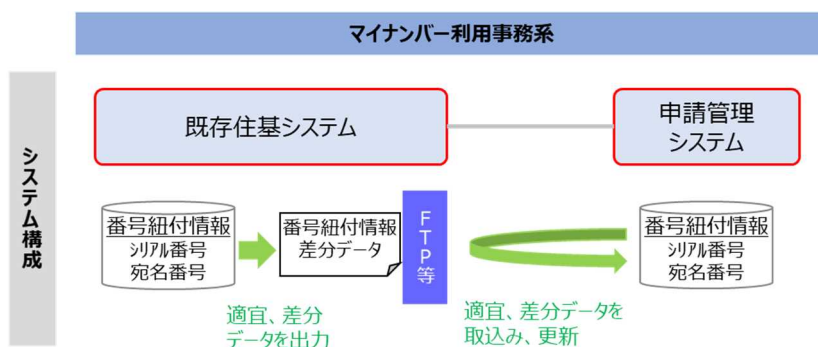 マイナンバー利用事務系
システム構成
既存住基システム
申請管理
システム
番号紐付情報
シリアル番号
宛名番号
番号紐付情報
差分データ
FTP等
番号紐付情報
シリアル番号
宛名番号
適宜、差分
データを出力
適宜、差分データを
取込み、更新